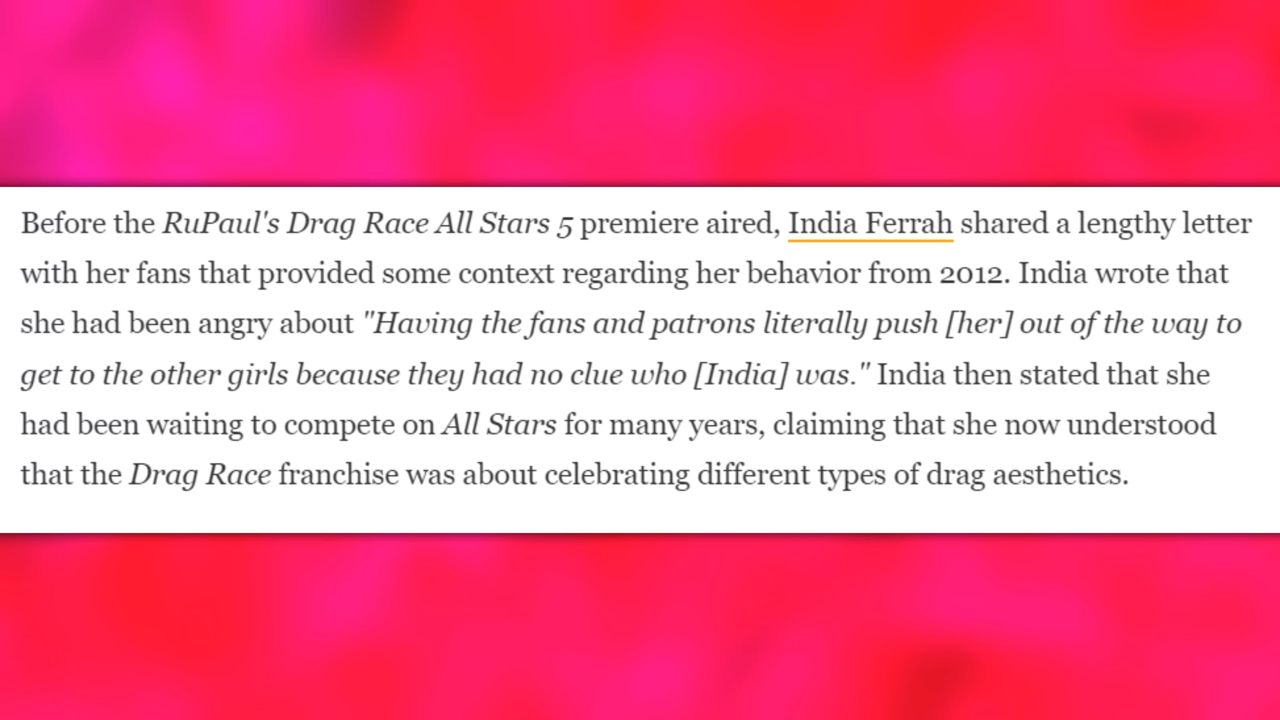 Before the RuPaul's Drag Race All Stars 5 premiere aired, India Ferrah shared a lengthy letter
with her fans that provided some context regarding her behavior from 2012. India wrote that
she had been angry about "Having the fans and patrons literally push [her] out of the way to
get to the other girls because they had no clue who [India] was." India then stated that she
had been waiting to compete on All Stars for many years, claiming that she now understood
that the Drag Race franchise was about celebrating different types of drag aesthetics.